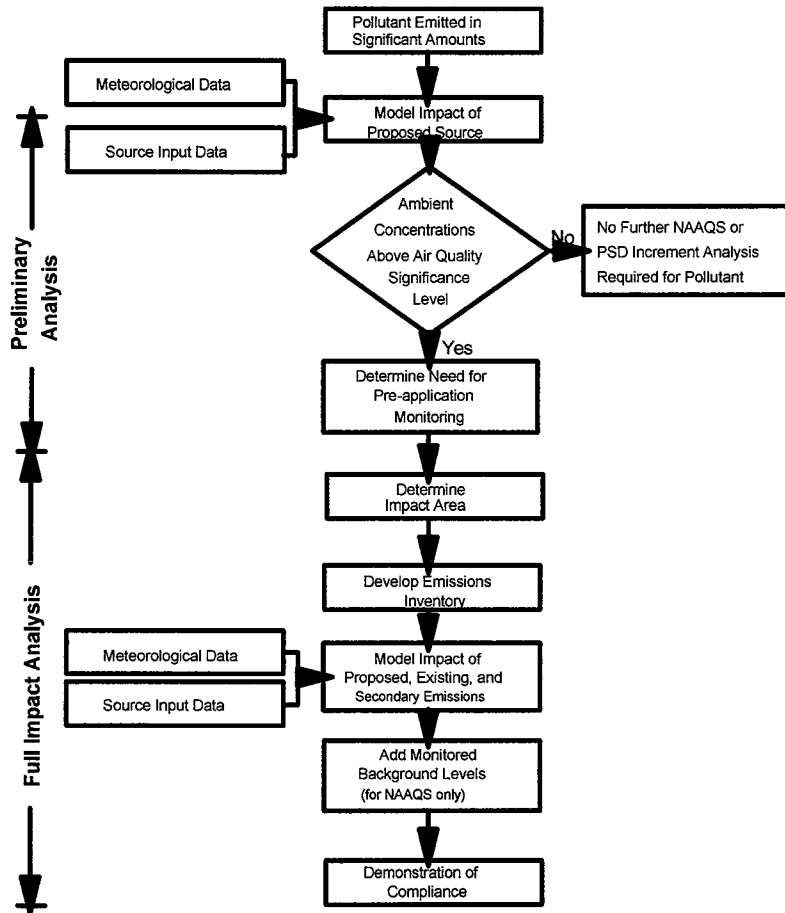 Pollutant Emitted in
Significant Amounts
Meteorological Data
Source Input Data
Model Impact of
Proposed Source
Ambient
Concentrations
Above Air Quality
Significance
Level
No
No Further NAAQS or
PSD Increment Analysis
Required for Pollutant
Yes
Determine Need for
Pre-application
Monitoring
Preliminary
Analysis
Determine
Impact Area
Develop Emissions
Inventory
Meteorological Data
Source Input Data
Model Impact of
Proposed, Existing, and
Secondary Emissions
Add Monitored
Background Levels
(for NAAQS only)
Demonstration of
Compliance
Full Impact Analysis